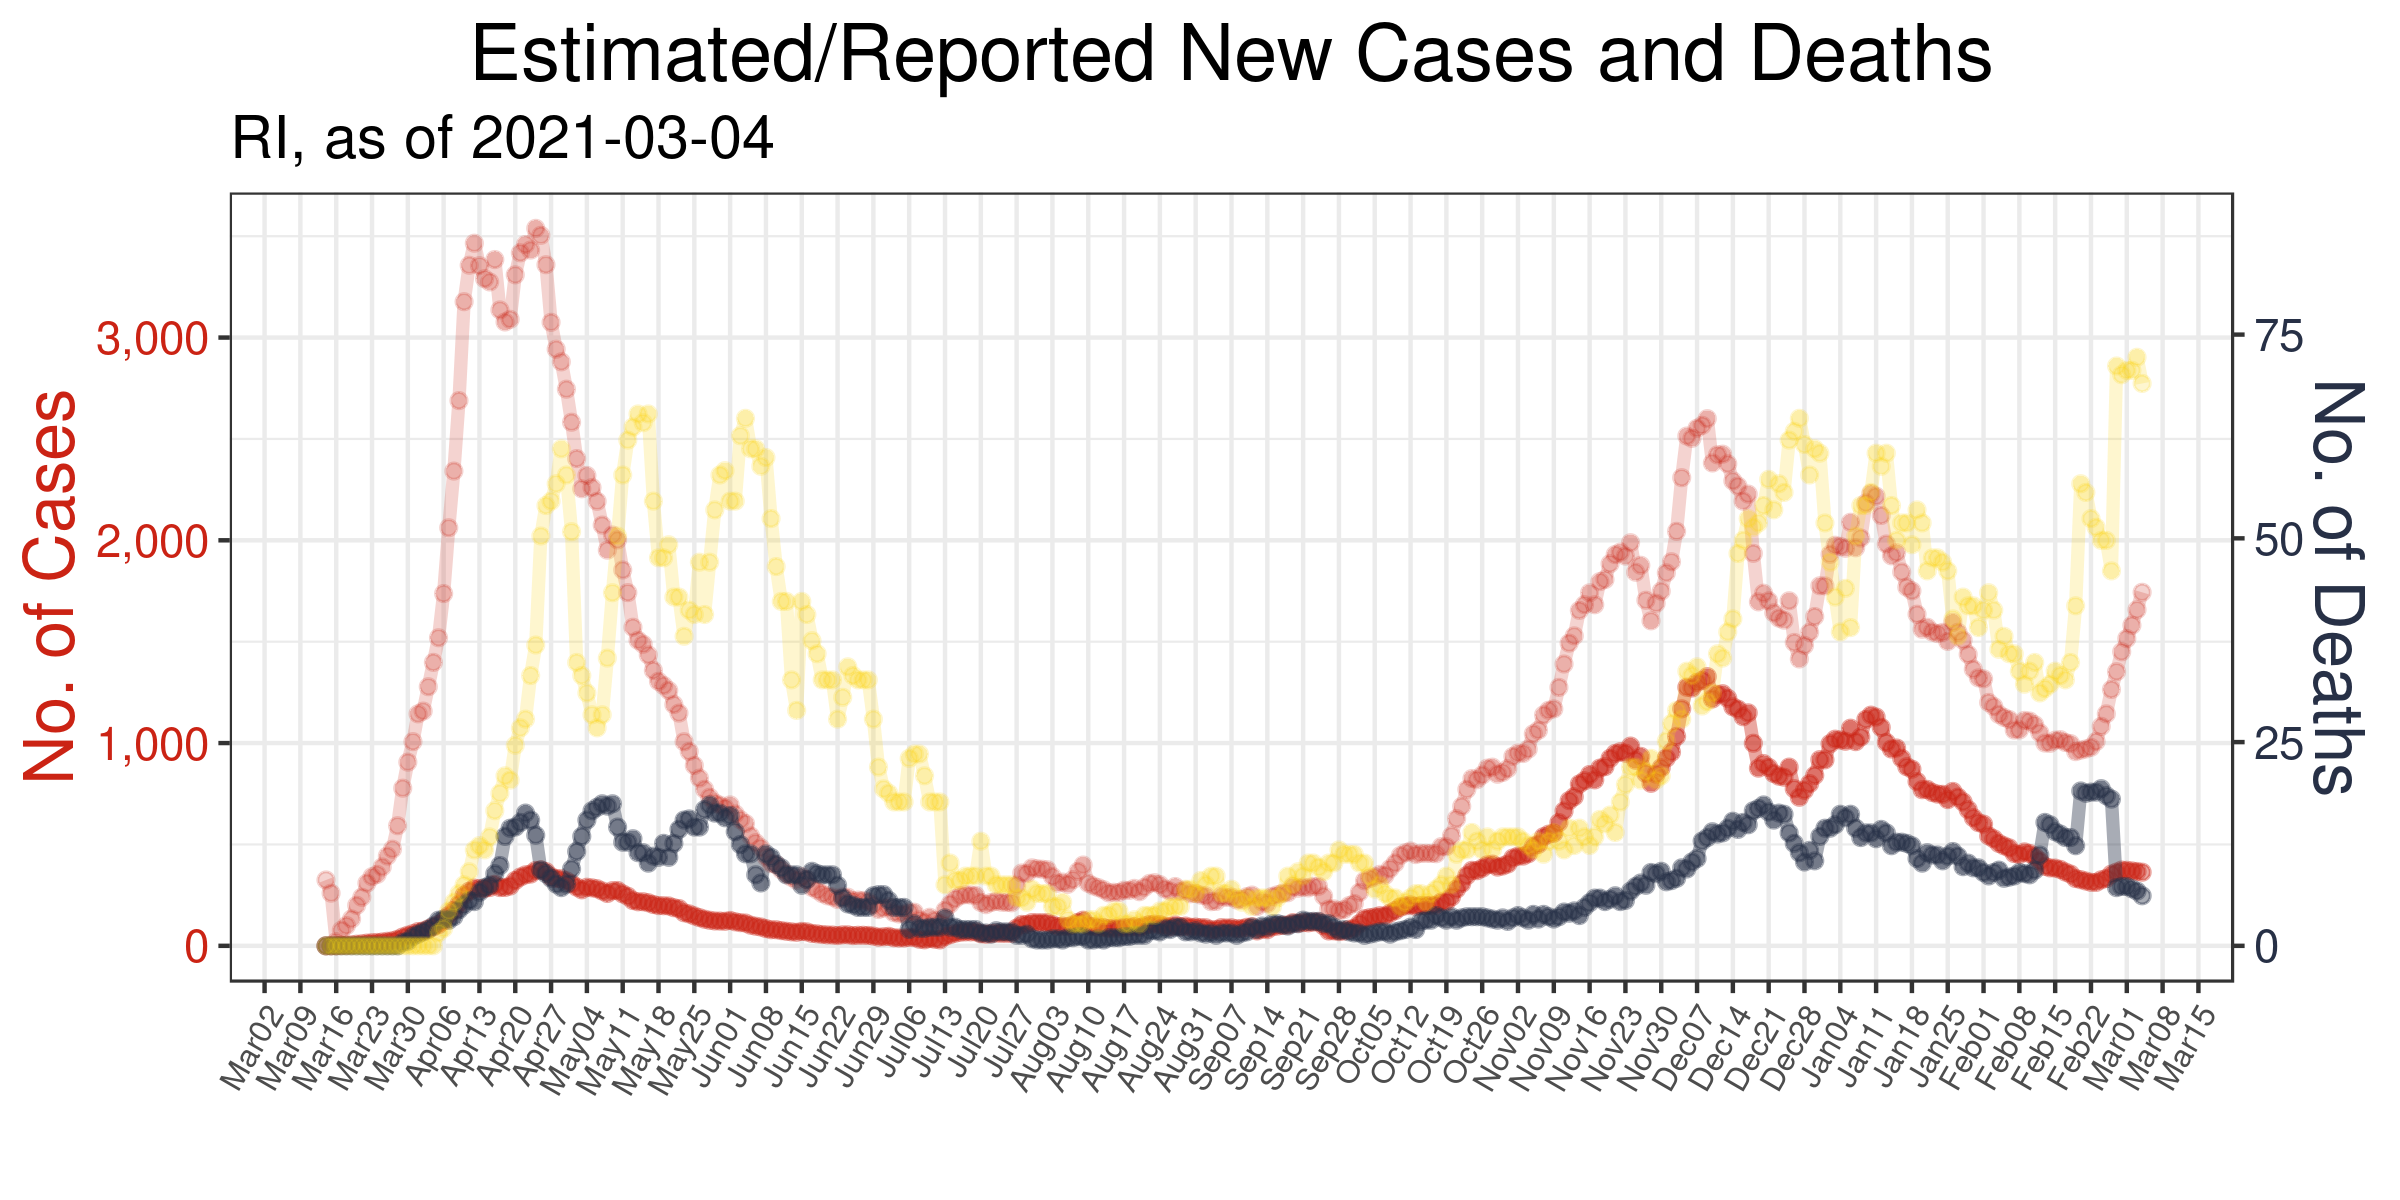 Estimated/Reported New Cases and Deaths
RI, as of 2021-03-04
No. of Cases
3,000
2,000
1,000
0
75
50
25
0
No. of Deaths
Mar02
Mar09
Mar16
Mar23
Mar30
Apr06
Apr13
Apr20
Apr27
May04
May11
May18
May25
Jun01
Jun08
Jun15
Jun22
Jun29
Jul06
Jul13
Jul20
Jul27
Aug03
Aug10
Aug17
Aug24
Aug31
Sep07
Sep14
Sep21
Sep28
Oct05
Oct12
Oct19
Oct26
Nov02
Nov09
Nov16
Nov23
Nov30
Dec07
Dec14
Dec21
Dec28
Jan04
Jan11
Jan18
Jan25
Feb01
Feb08
Feb15
Feb22
Mar01
Mar08
Mar15